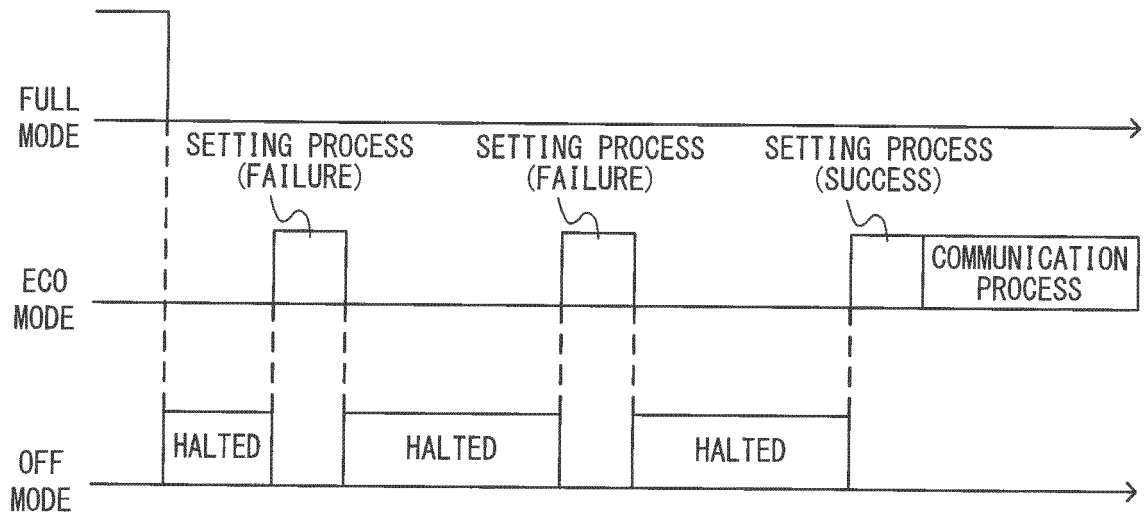 FULL
MODE
SETTING PROCESS
(FAILURE)
SETTING PROCESS
(FAILURE)
SETTING PROCESS
(SUCCESS)
ECO
MODE
COMMUNICATION
PROCESS
OFF
MODE
HALTED
HALTED
HALTED